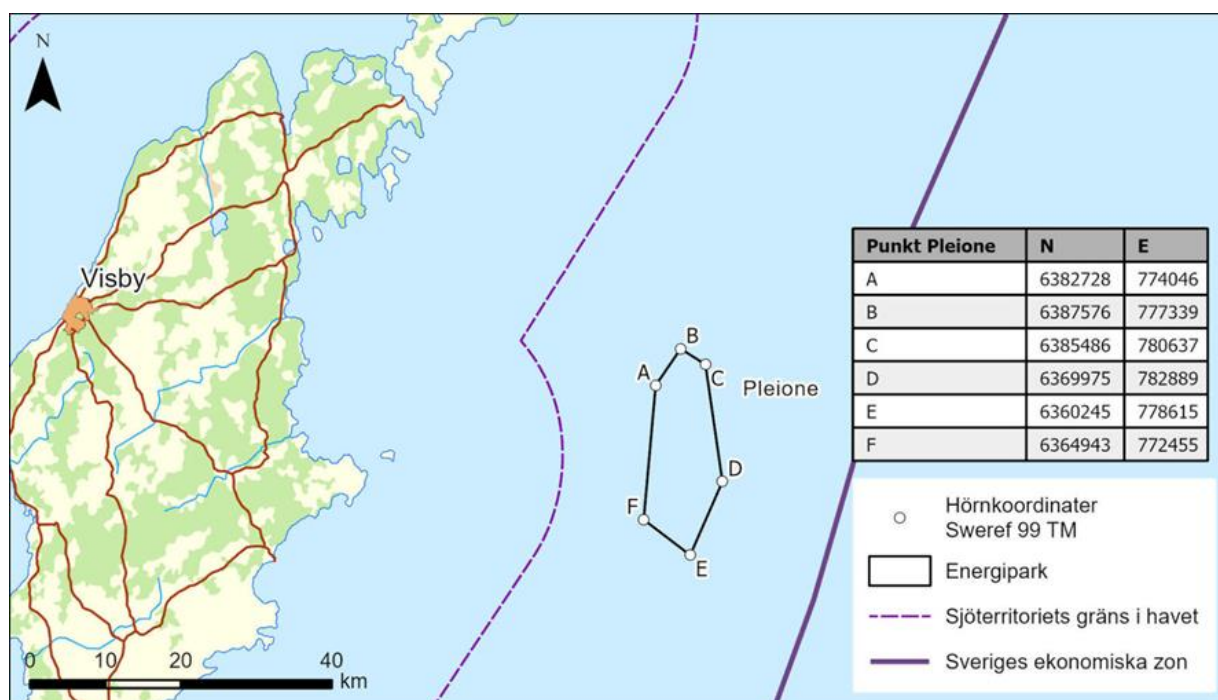 N
Visby
A
B
C
Pleione
D
F
E
Punkt Pleione N E
A 6382728 774046
B 6387576 777339
C 6385486 780637
D 6369975 782889
E 6360245 778615
F 6364943 772455
Hörnkoordinater
Sweref 99 TM
Energipark
Sjöterritoriets gräns i havet
Sveriges ekonomiska zon
0 10 20 40
km